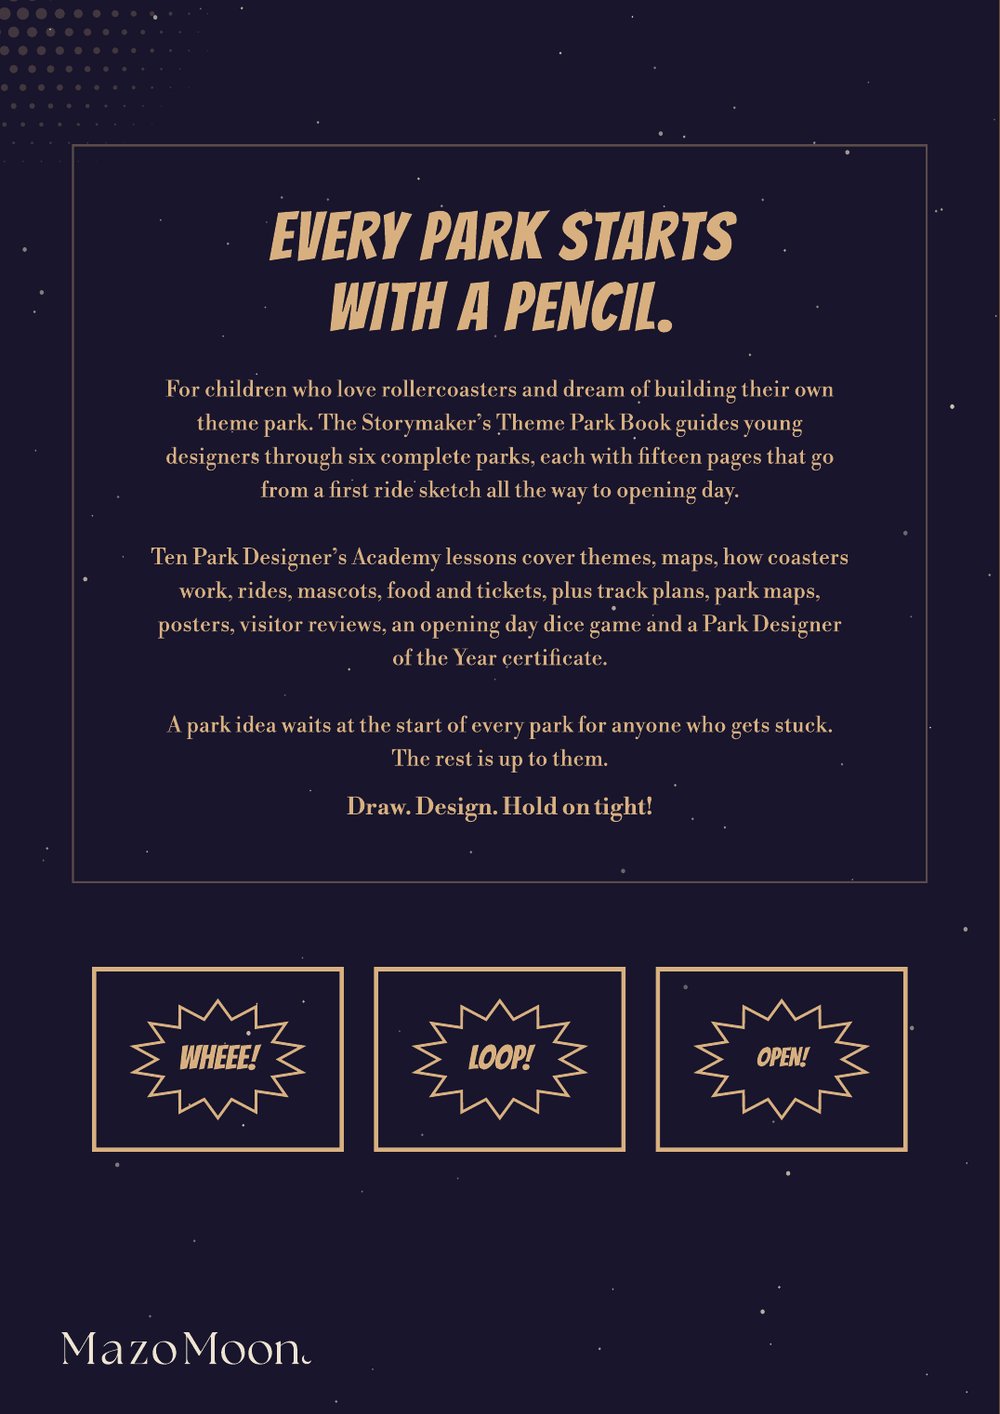 EVERY PARK STARTS
WITH A PENCIL.
For children who love rollercoasters and dream of building their own
theme park. The Storymaker’s Theme Park Book guides young
designers through six complete parks, each with fifteen pages that go
from a first ride sketch all the way to opening day.
Ten Park Designer’s Academy lessons cover themes, maps, how coasters
work, rides, mascots, food and tickets, plus track plans, park maps,
posters, visitor reviews, an opening day dice game and a Park Designer
of the Year certificate.
A park idea waits at the start of every park for anyone who gets stuck.
The rest is up to them.
Draw. Design. Hold on tight!
WHEEE!
LOOP!
OPEN!
MazoMoon.